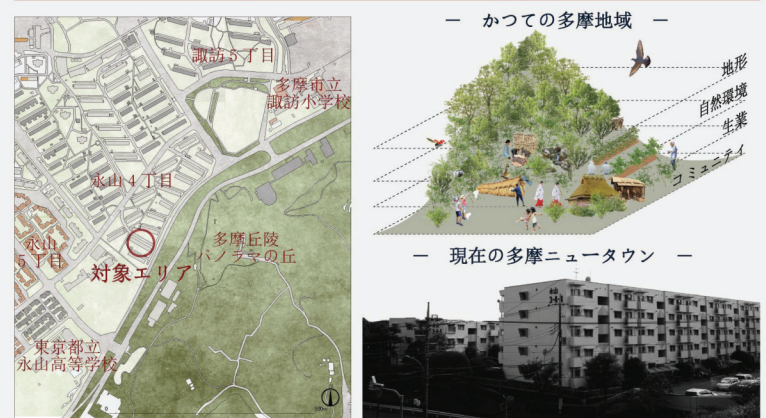 諏訪5丁目
多摩市立
諏訪小学校
永山4丁目
永山
5丁目
対象エリア
多摩丘陵
パノラマの丘
東京都立
永山高等学校
0
― かつての多摩地域 ―
地形
自然環境
生業
コミュニティ
― 現在の多摩ニュータウン ―